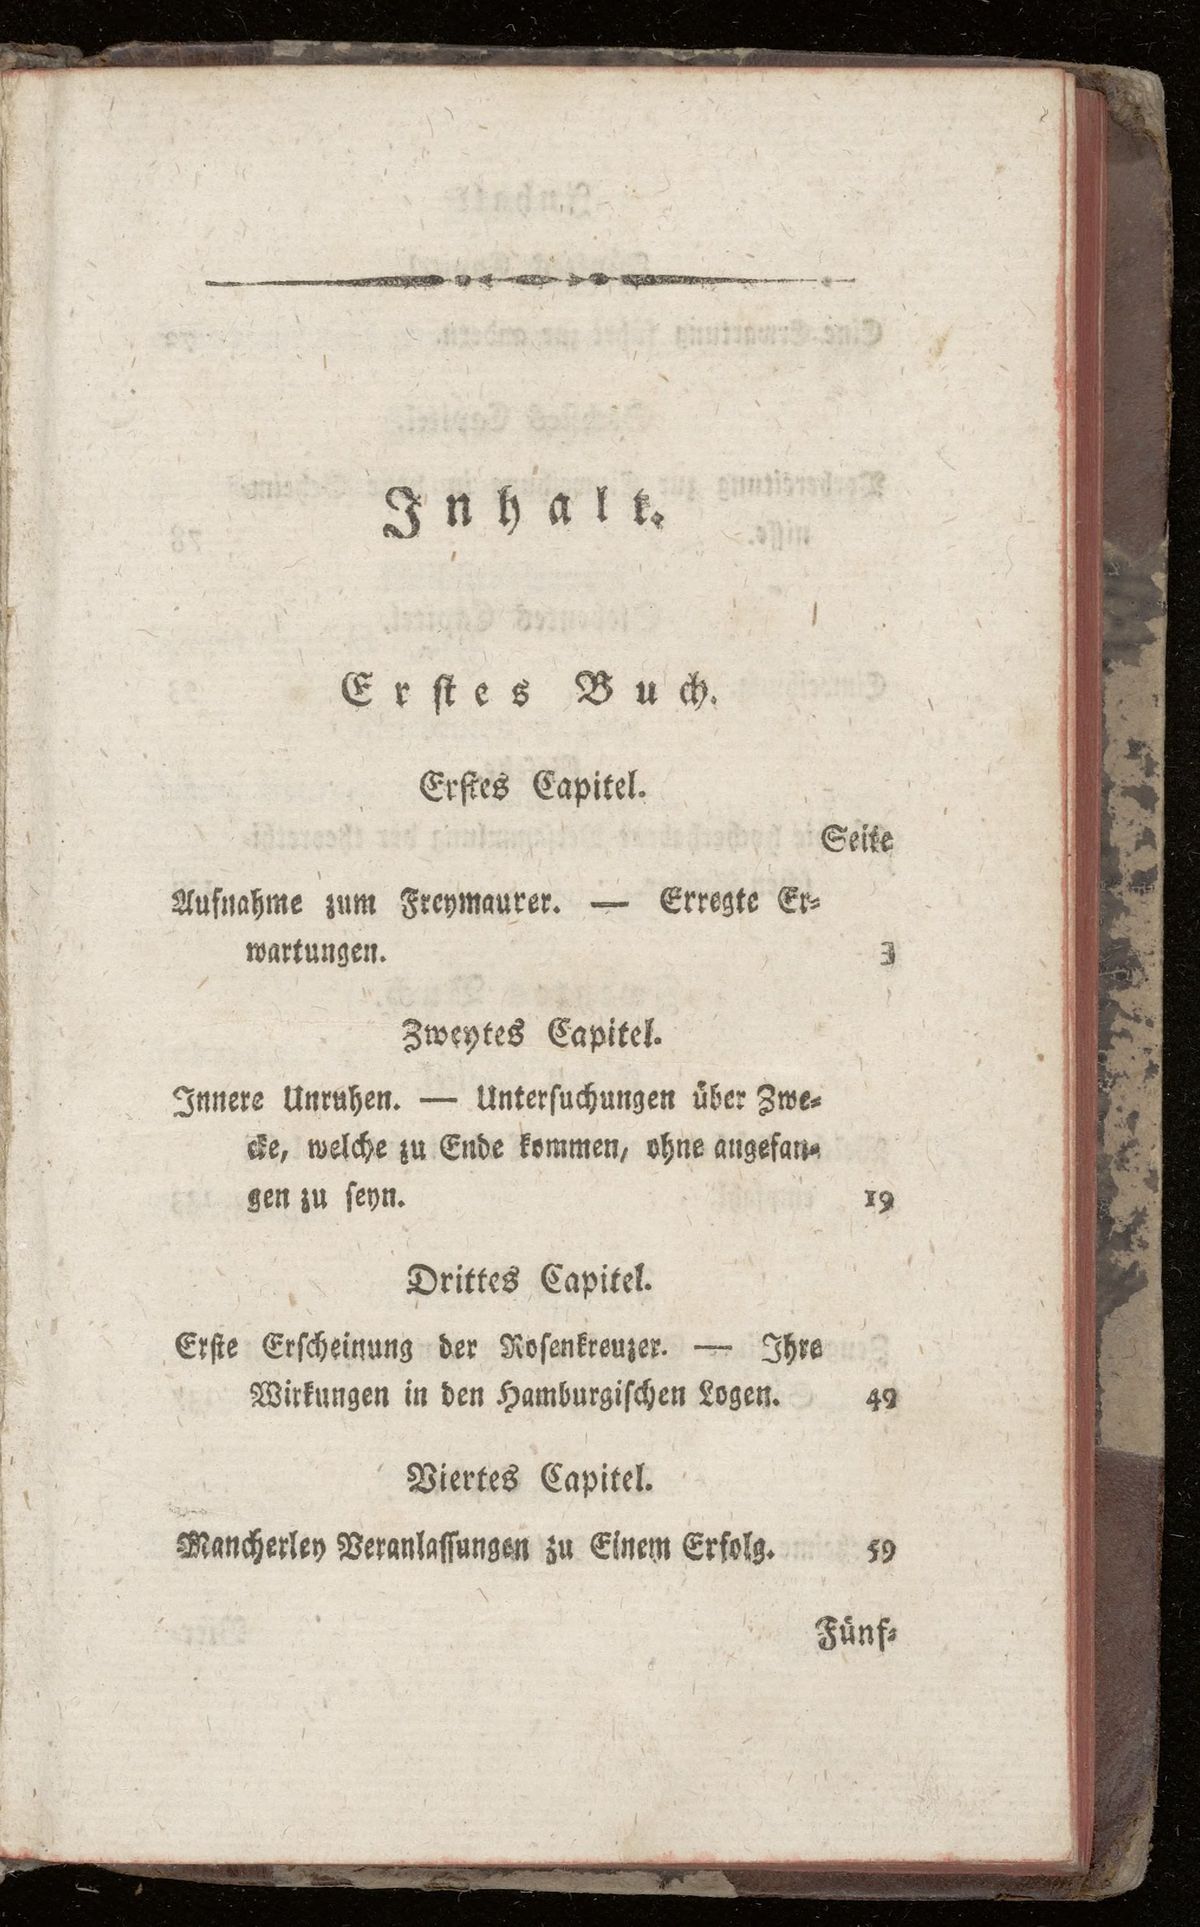 Inhalt.
Erstes Buch.
Erstes Capitel.
Seite
Aufnahme zum Freymaurer. — Erregte Er-
wartungen. 3
Zweytes Capitel.
Innere Unruhen. — Untersuchungen über Zwe-
cke, welche zu Ende kommen, ohne angefan-
gen zu seyn. 19
Drittes Capitel.
Erste Erscheinung der Rosenkreuzer. — Ihre
Wirkungen in den Hamburgischen Logen. 49
Viertes Capitel.
Mancherley Veranlassungen zu Einem Erfolg. 59
Fünf-